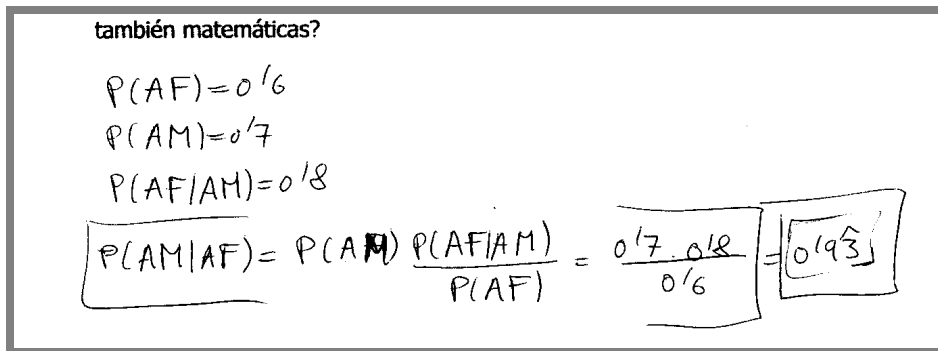 también matemáticas?
P(AF)=0'6
P(AM)=0'7
P(AF/AM)=0'8
P(AM|AF)= P(AM) P(AF|AM)/P(AF) = 0'7.0'8/0'6 = 0'93̂